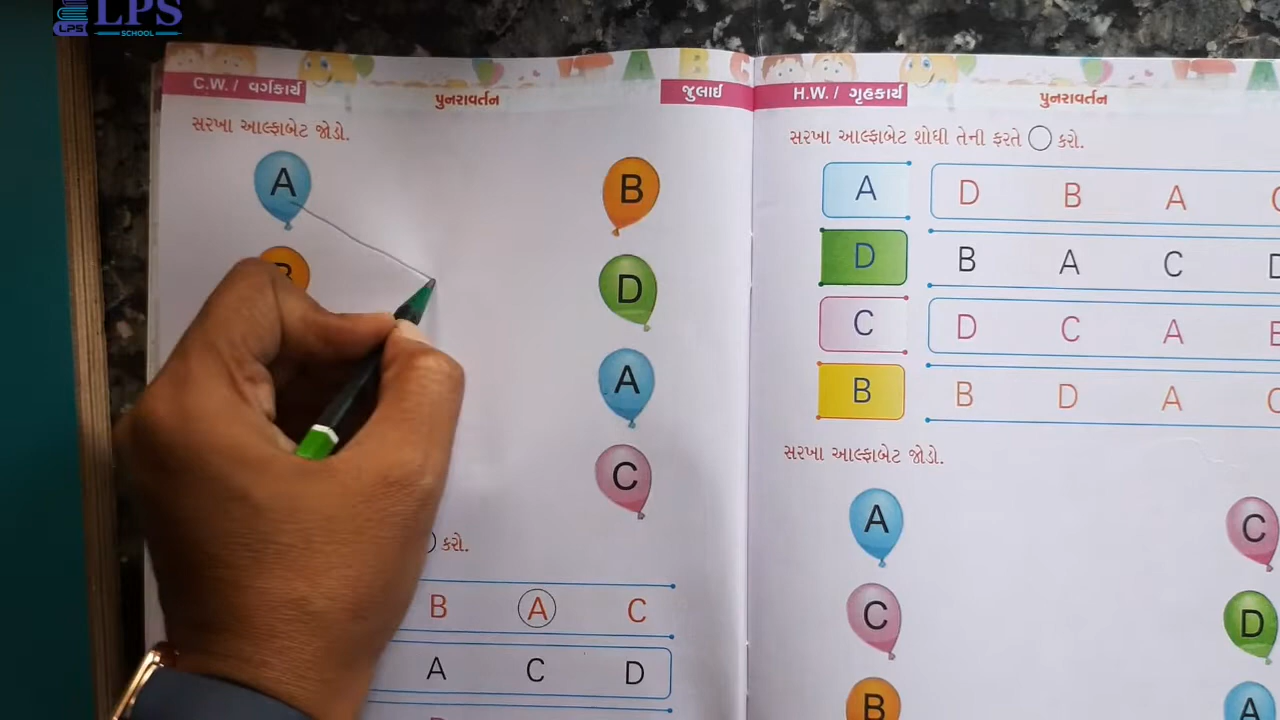 LPS
LPS
SCHOOL
A B C
C.W. / વર્ગકાર્ય
પુનરાવર્તન
જુલાઈ
સરખા આલ્ફાબેટ જોડો.
A B
B D
A
C
કરો.
B A C
A C D
H.W. / ગૃહકાર્ય
પુનરાવર્તન
A
સરખા આલ્ફાબેટ શોધી તેની ફરતે ◯ કરો.
A D B A
D B A C
C D C A
B B D A
સરખા આલ્ફાબેટ જોડો.
A C
C D
B A